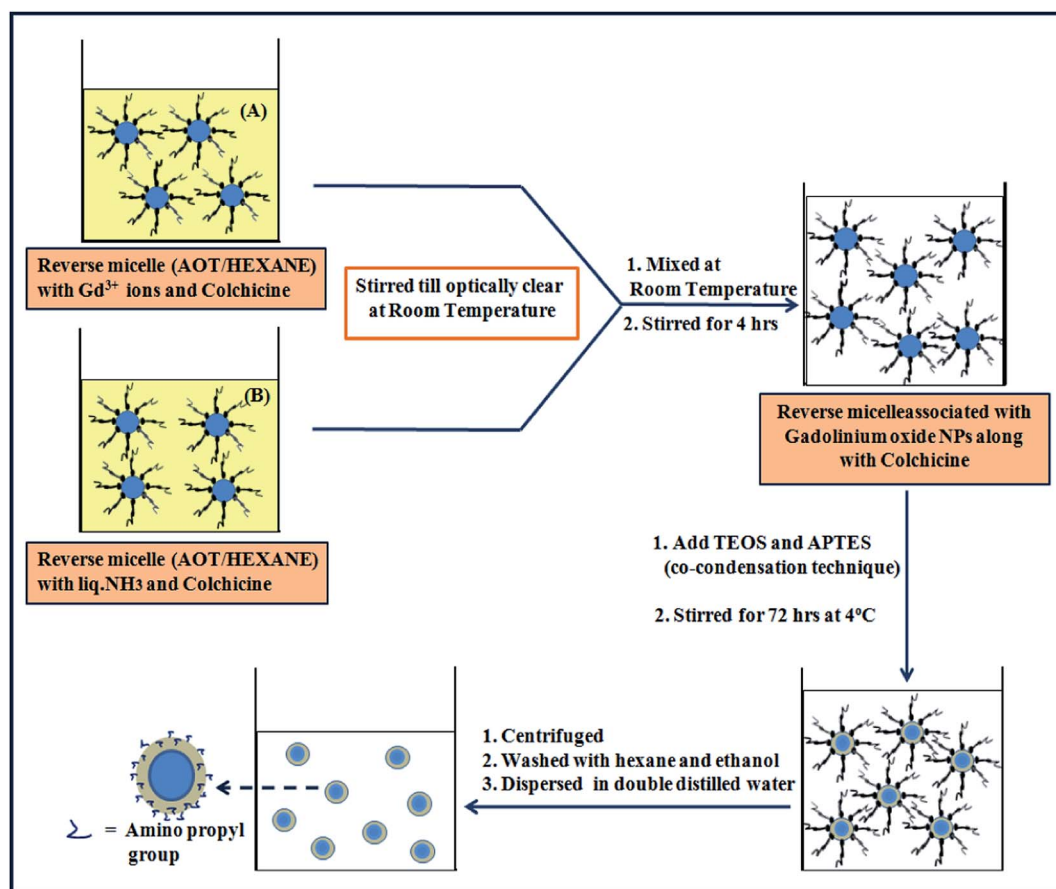 (A)
Reverse micelle (AOT/HEXANE)
with Gd³⁺ ions and Colchicine
Stirred till optically clear
at Room Temperature
1. Mixed at
Room Temperature
2. Stirred for 4 hrs
(B)
Reverse micelle (AOT/HEXANE)
with liq.NH3 and Colchicine
Reverse micelleassociated with
Gadolinium oxide NPs along
with Colchicine
1. Add TEOS and APTES
(co-condensation technique)
2. Stirred for 72 hrs at 4ºC
1. Centrifuged
2. Washed with hexane and ethanol
3. Dispersed in double distilled water
= Amino propyl
group